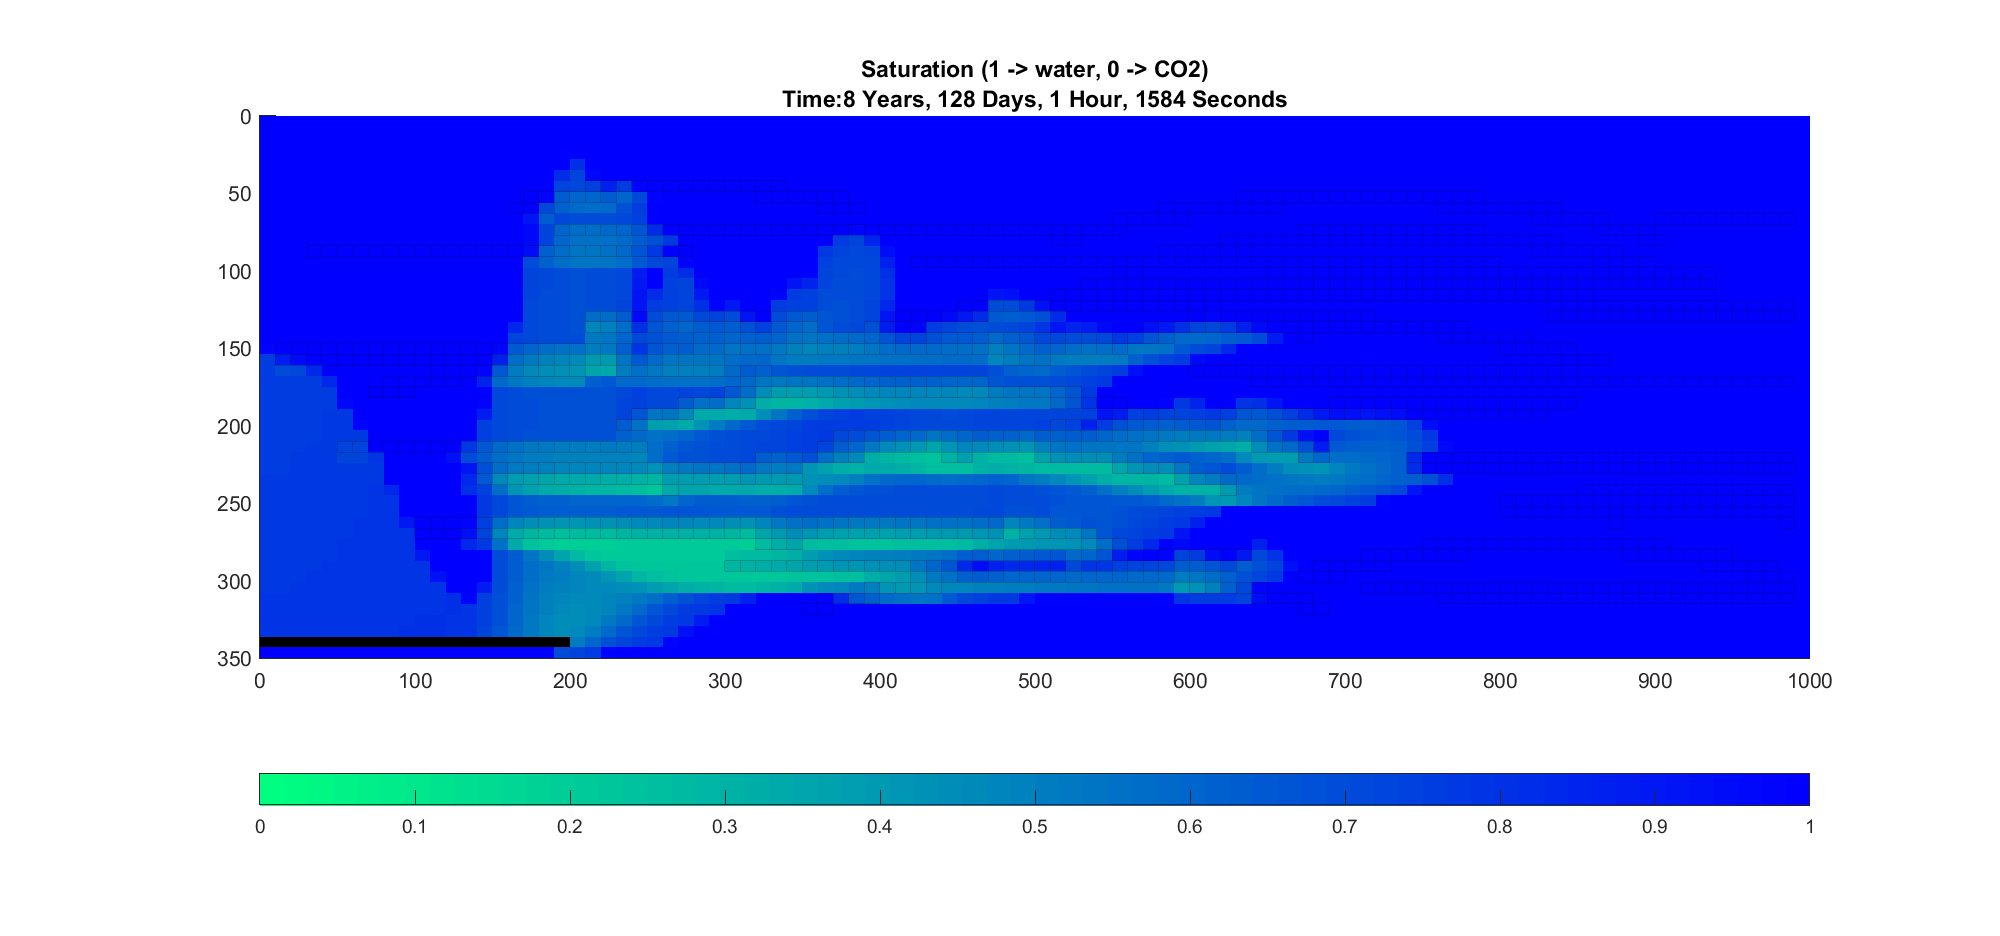 Saturation (1 -> water, 0 -> CO2)
Time:8 Years, 128 Days, 1 Hour, 1584 Seconds
0
50
100
150
200
250
300
350
0 100 200 300 400 500 600 700 800 900 1000
0 0.1 0.2 0.3 0.4 0.5 0.6 0.7 0.8 0.9 1